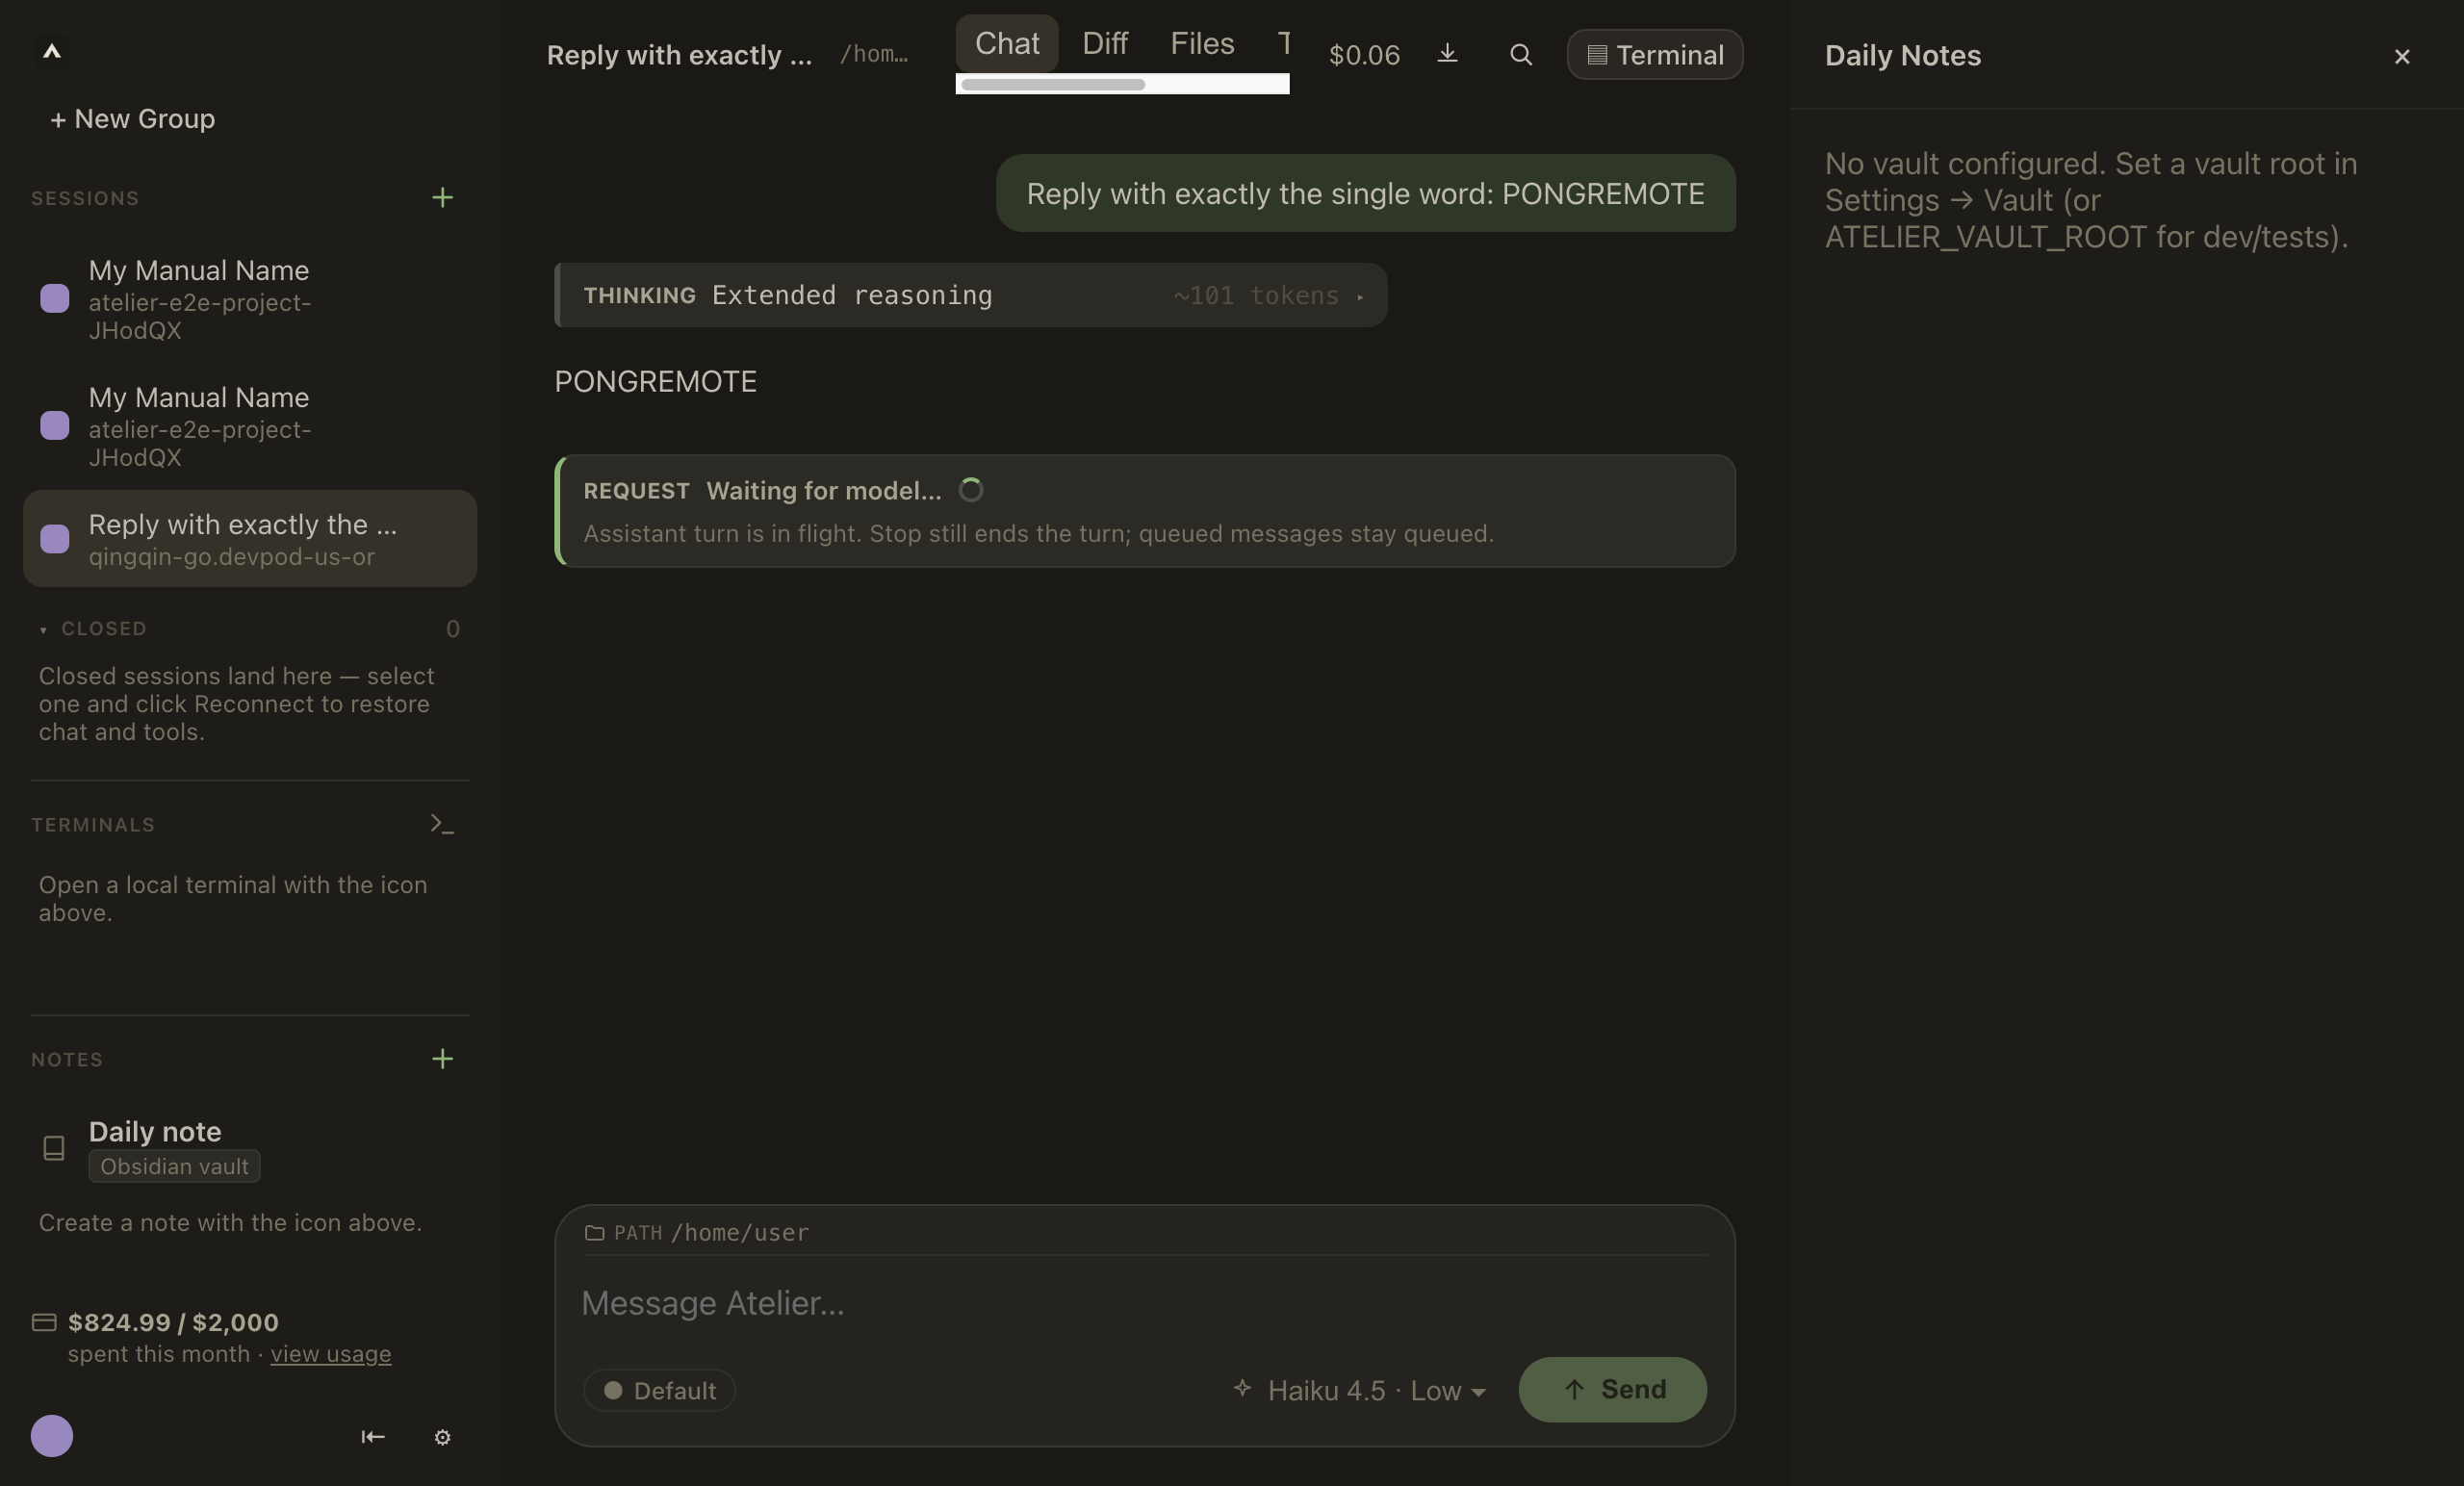 + New Group
SESSIONS
My Manual Name
atelier-e2e-project-
JHodQX
My Manual Name
atelier-e2e-project-
JHodQX
Reply with exactly the ...
qingqin-go.devpod-us-or
CLOSED 0
Closed sessions land here — select
one and click Reconnect to restore
chat and tools.
TERMINALS
Open a local terminal with the icon
above.
NOTES
Daily note
Obsidian vault
Create a note with the icon above.
$824.99 / $2,000
spent this month · view usage
Reply with exactly ... /hom... Chat Diff Files T $0.06 Terminal
Reply with exactly the single word: PONGREMOTE
THINKING Extended reasoning ~101 tokens
PONGREMOTE
REQUEST Waiting for model...
Assistant turn is in flight. Stop still ends the turn; queued messages stay queued.
PATH /home/user
Message Atelier...
Default Haiku 4.5 · Low Send
Daily Notes
No vault configured. Set a vault root in
Settings → Vault (or
ATELIER_VAULT_ROOT for dev/tests).